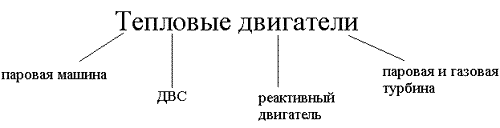 Тепловые двигатели
паровая машина
ДВС
реактивный
двигатель
паровая и газовая
турбина